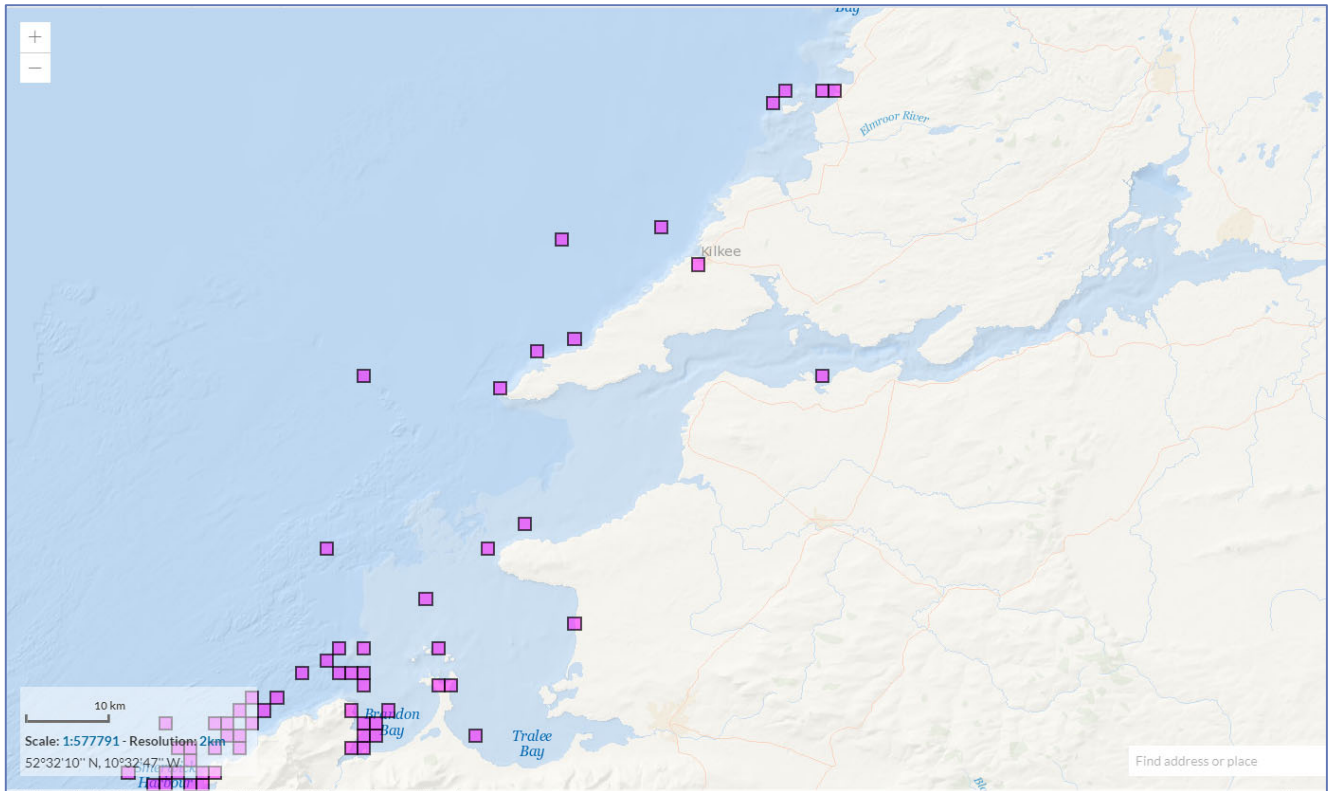 Bay
+
−
Elmroor River
Kilkee
10 km
Scale: 1:577791 - Resolution: 2km
52°32'10'' N, 10°32'47'' W
Brandon
Bay
Tralee
Bay
Harbour
Find address or place